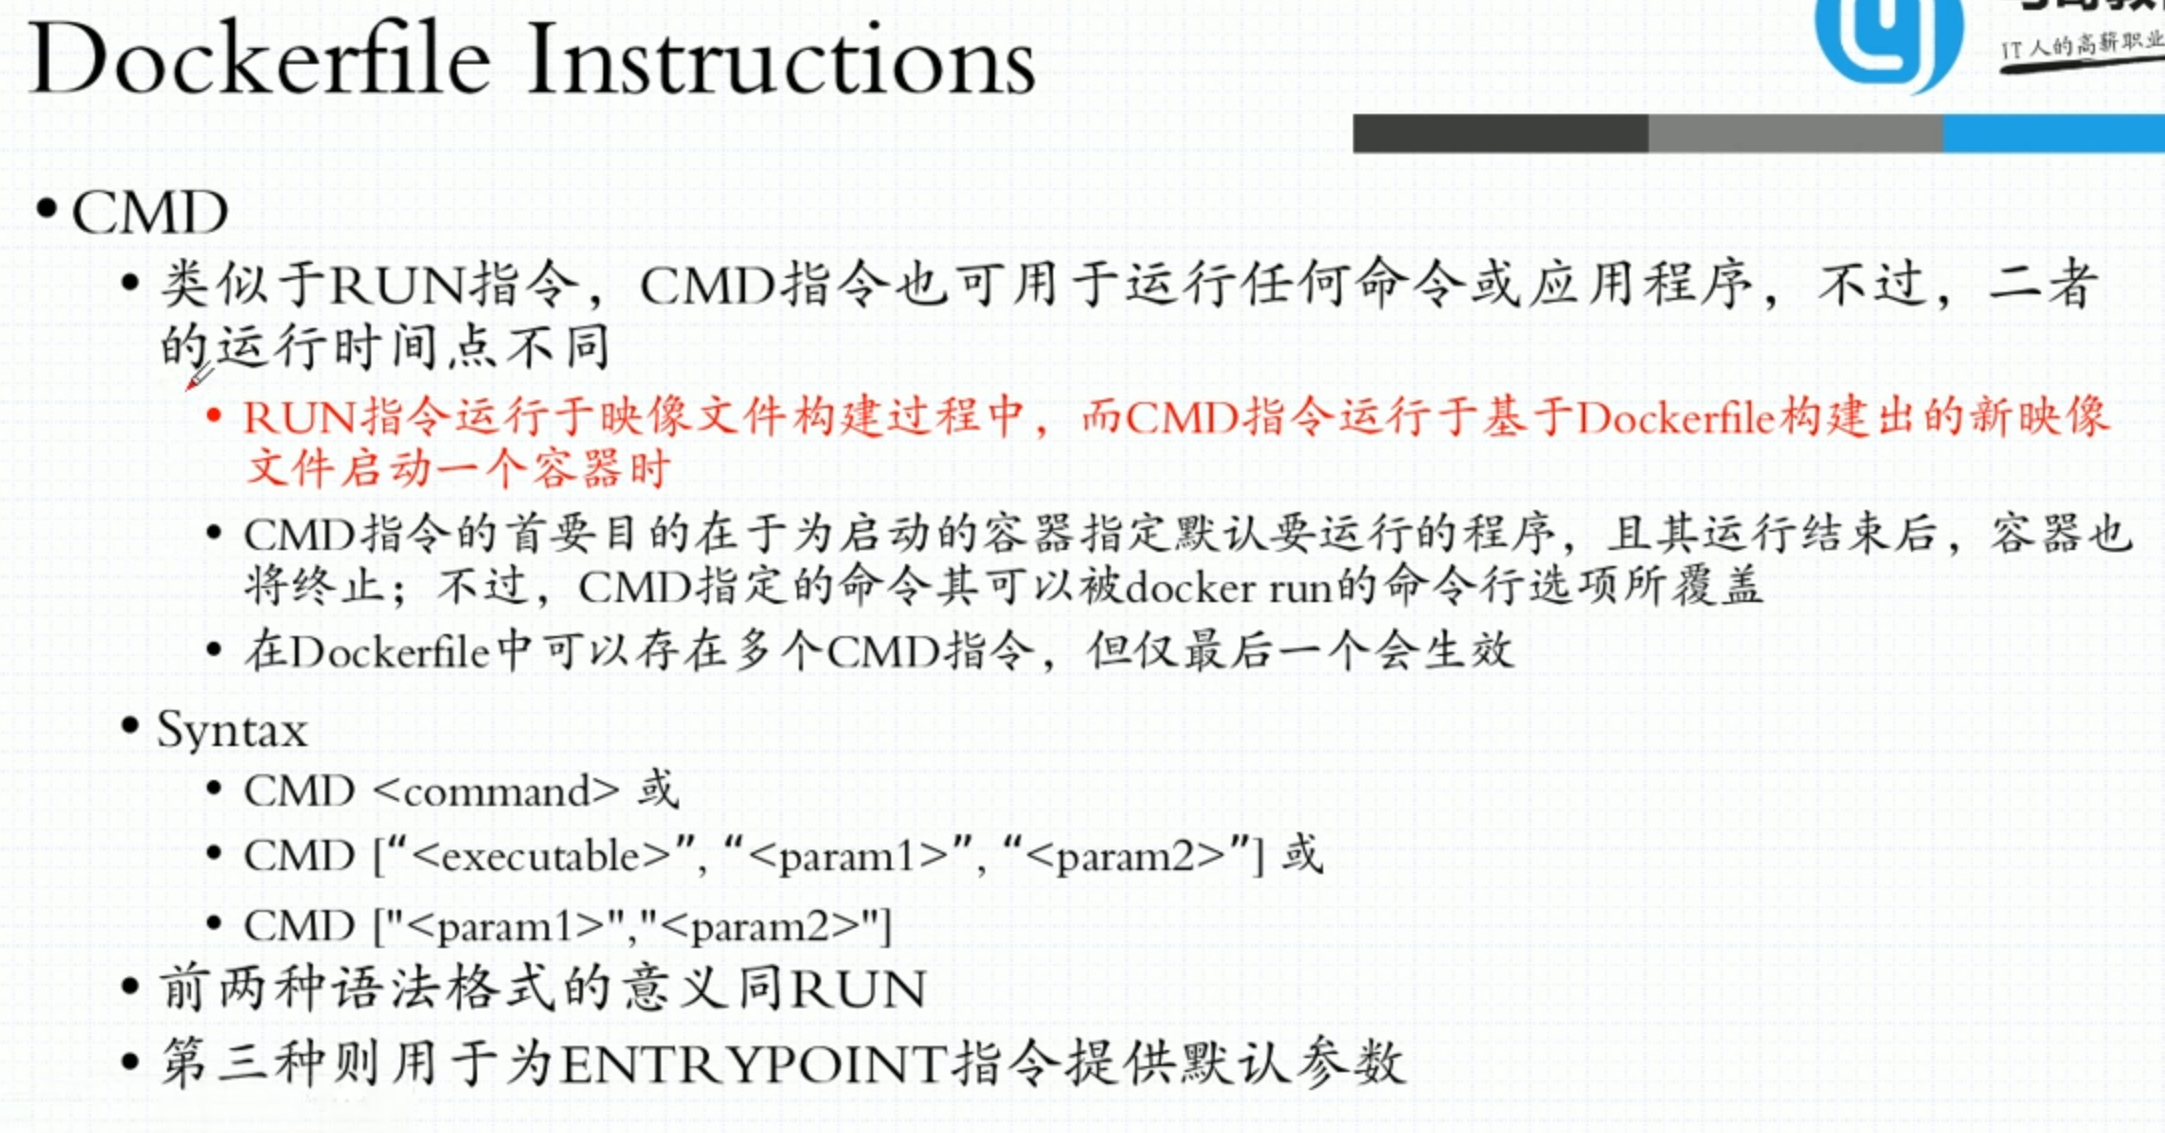 Dockerfile Instructions
IT人的高薪职业
• CMD
• 类似于RUN指令，CMD指令也可用于运行任何命令或应用程序，不过，二者
的运行时间点不同
• RUN指令运行于映像文件构建过程中，而CMD指令运行于基于Dockerfile构建出的新映像
文件启动一个容器时
• CMD指令的首要目的在于为启动的容器指定默认要运行的程序，且其运行结束后，容器也
将终止；不过，CMD指定的命令其可以被docker run的命令行选项所覆盖
• 在Dockerfile中可以存在多个CMD指令，但仅最后一个会生效
• Syntax
• CMD <command> 或
• CMD [“<executable>”, “<param1>”, “<param2>”] 或
• CMD ["<param1>","<param2>"]
• 前两种语法格式的意义同RUN
• 第三种则用于为ENTRYPOINT指令提供默认参数